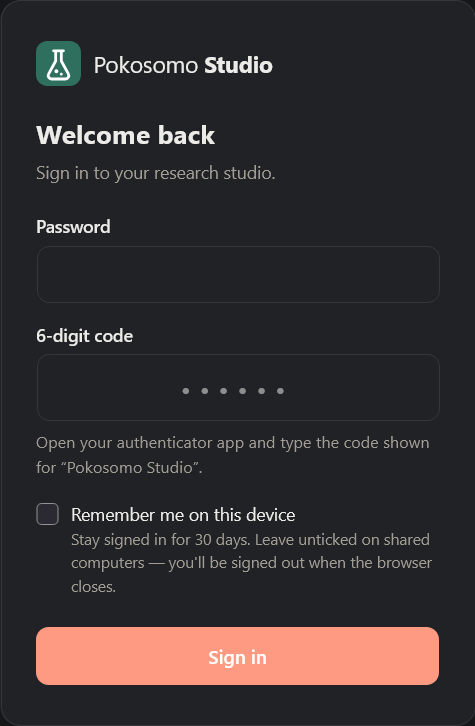 Pokosomo Studio
Welcome back
Sign in to your research studio.
Password
6-digit code
Open your authenticator app and type the code shown
for “Pokosomo Studio”.
Remember me on this device
Stay signed in for 30 days. Leave unticked on shared
computers — you'll be signed out when the browser
closes.
Sign in